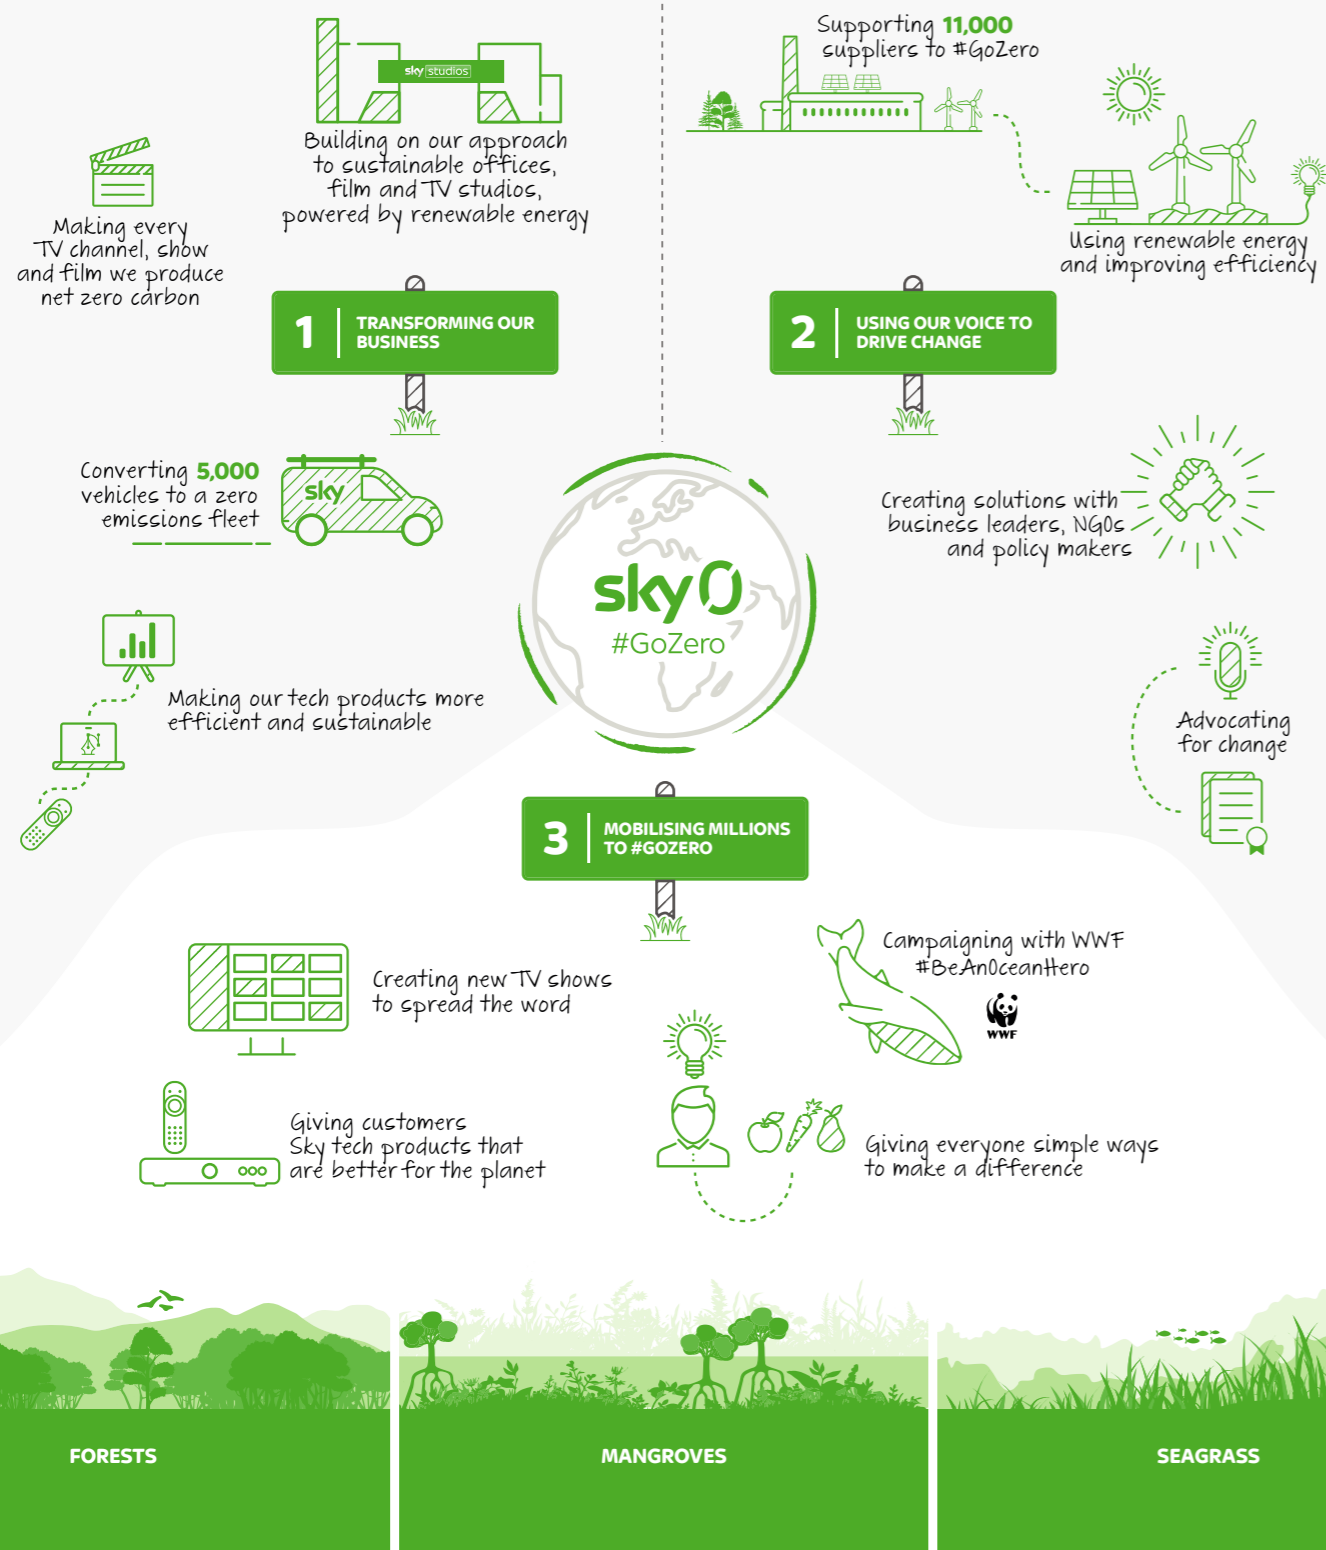 sky studios
Building on our approach
to sustainable offices,
film and TV studios,
powered by renewable energy
Making every
TV channel, show
and film we produce
net zero carbon
1
TRANSFORMING OUR
BUSINESS
Converting 5,000
vehicles to a zero
emissions fleet
sky
Making our tech products more
efficient and sustainable
Supporting 11,000
suppliers to #GoZero
Using renewable energy
and improving efficiency
2
USING OUR VOICE TO
DRIVE CHANGE
Creating solutions with
business leaders, NGOs
and policy makers
Advocating
for change
sky 0
#GoZero
3
MOBILISING MILLIONS
TO #GOZERO
Creating new TV shows
to spread the word
Campaigning with WWF
#BeAnOceanHero
WWF
Giving customers
Sky tech products that
are better for the planet
Giving everyone simple ways
to make a difference
FORESTS
MANGROVES
SEAGRASS